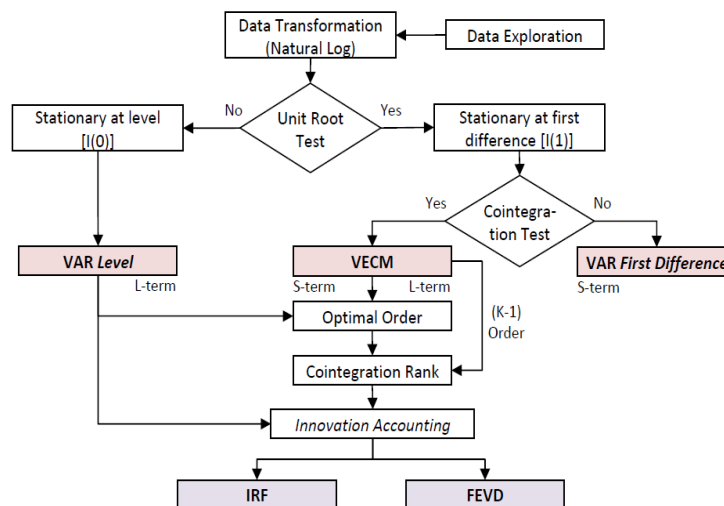 Data Transformation
(Natural Log)
Data Exploration
No
Yes
Stationary at level
[I(0)]
Unit Root
Test
Stationary at first
difference [I(1)]
Yes
No
Cointegra-
tion Test
VAR Level
VECM
VAR First Difference
L-term
S-term
L-term
S-term
Optimal Order
(K-1)
Order
Cointegration Rank
Innovation Accounting
IRF
FEVD